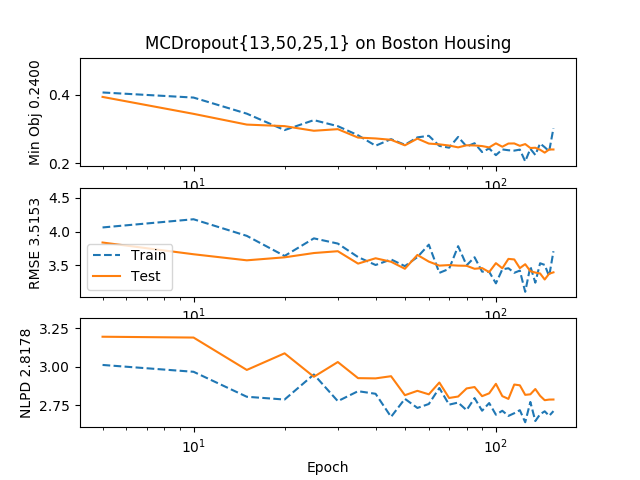 MCDropout{13,50,25,1} on Boston Housing
Min Obj 0.2400
0.4
0.2
10¹
10²
RMSE 3.5153
4.5
4.0
3.5
Train
Test
10¹
10²
NLPD 2.8178
3.25
3.00
2.75
10¹
10²
Epoch